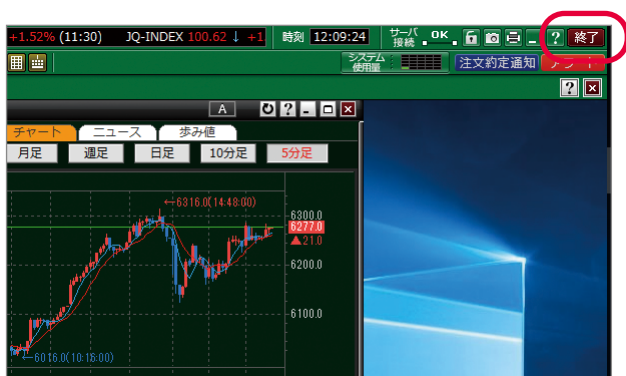 +1.52% (11:30) JQ-INDEX 100.62 ↓ +1 時刻 12:09:24 サーバ接続 OK ? 終了
システム使用量 注文約定通知 アラート
?
A ?
チャート ニュース 歩み値
月足 週足 日足 10分足 5分足
←6316.0(14:48:00)
6300.0
6277.0
▲21.0
6200.0
6100.0
←6016.0(10:16:00)